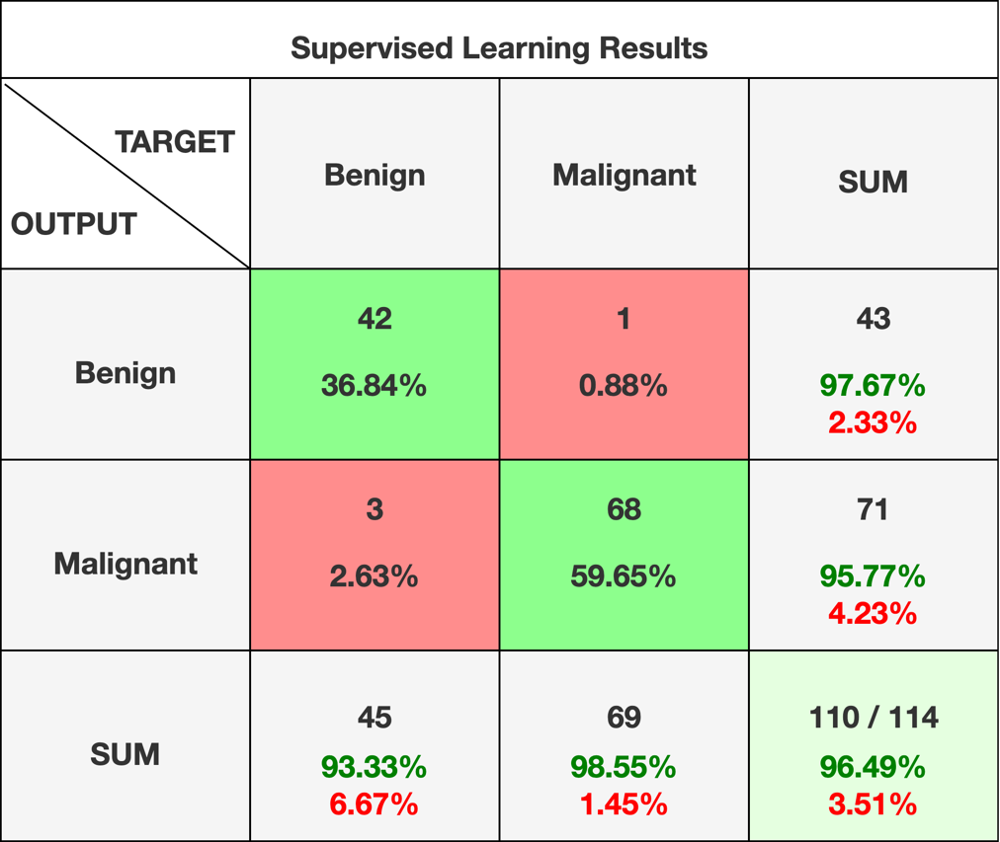 Supervised Learning Results
TARGET
OUTPUT
Benign
Malignant
SUM
Benign
42
36.84%
1
0.88%
43
97.67%
2.33%
Malignant
3
2.63%
68
59.65%
71
95.77%
4.23%
SUM
45
93.33%
6.67%
69
98.55%
1.45%
110 / 114
96.49%
3.51%